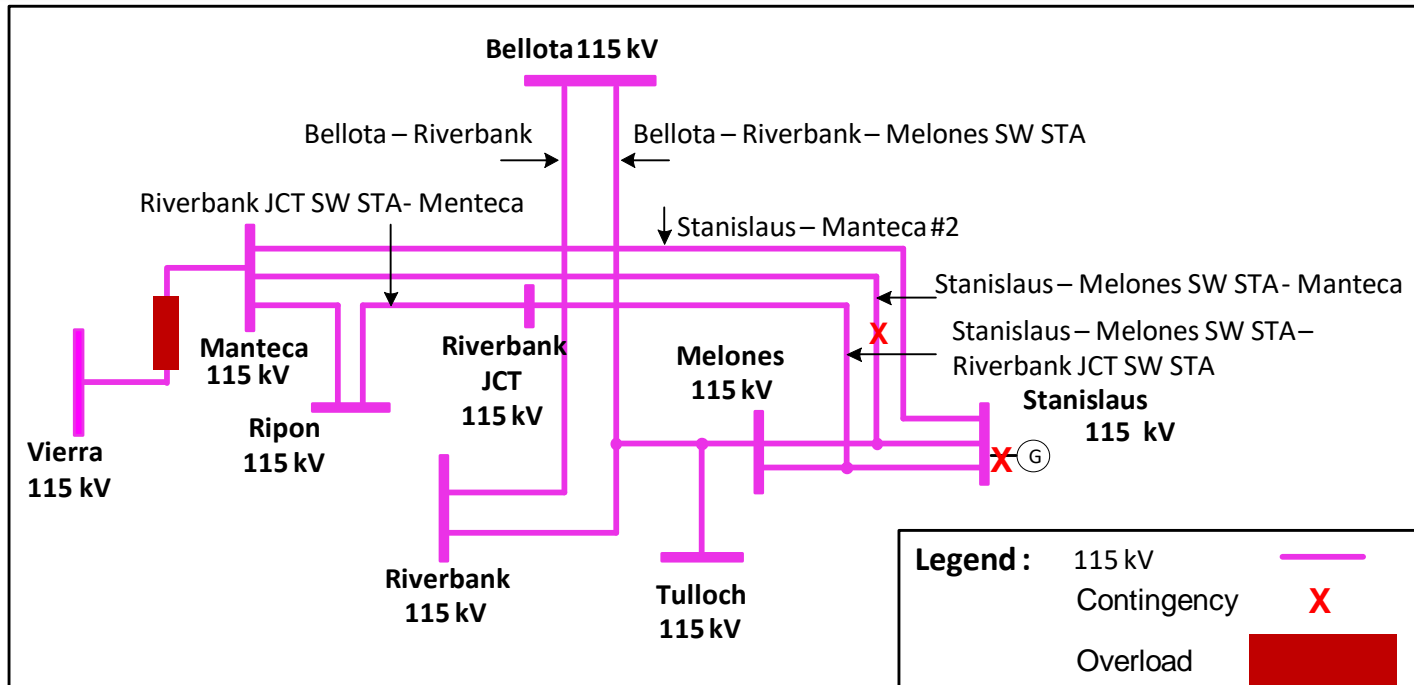 Bellota 115 kV
Bellota – Riverbank
Bellota – Riverbank – Melones SW STA
Riverbank JCT SW STA- Menteca
Stanislaus – Manteca #2
Stanislaus – Melones SW STA- Manteca
X
Stanislaus – Melones SW STA–
Riverbank JCT SW STA
Manteca
115 kV
Riverbank
JCT
115 kV
Melones
115 kV
Stanislaus
115 kV
Ripon
115 kV
Vierra
115 kV
X
G
Riverbank
115 kV
Tulloch
115 kV
Legend :
115 kV
Contingency
X
Overload